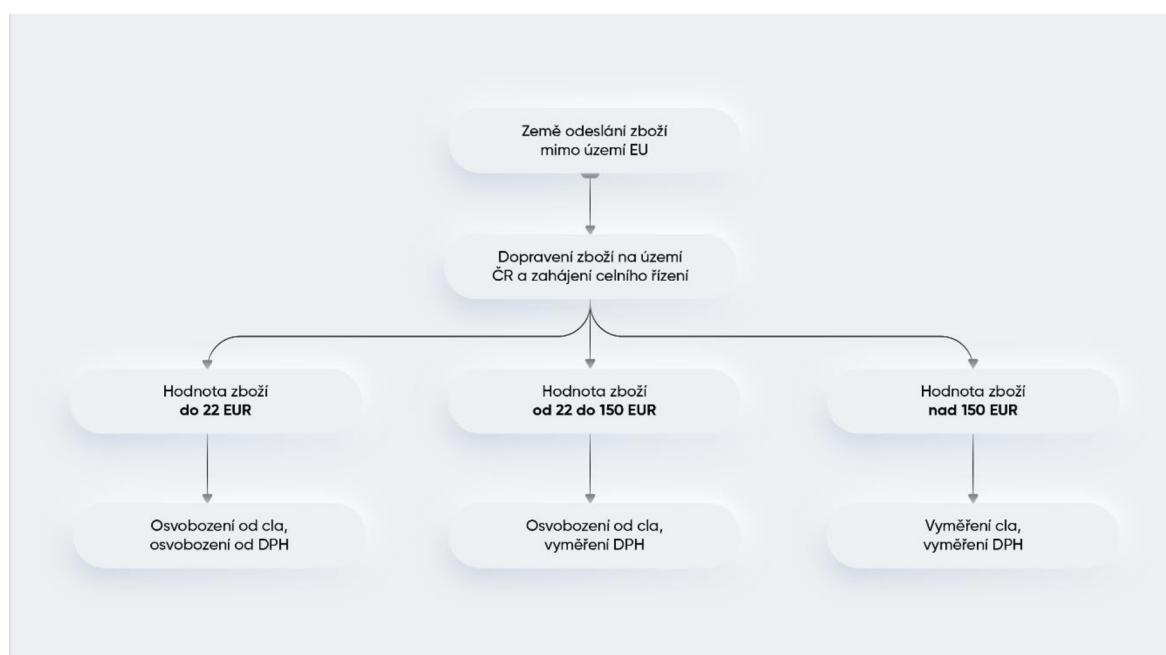 Země odeslání zboží
mimo území EU
Dopravení zboží na území
ČR a zahájení celního řízení
Hodnota zboží
do 22 EUR
Hodnota zboží
od 22 do 150 EUR
Hodnota zboží
nad 150 EUR
Osvobození od cla,
osvobození od DPH
Osvobození od cla,
vyměření DPH
Vyměření cla,
vyměření DPH